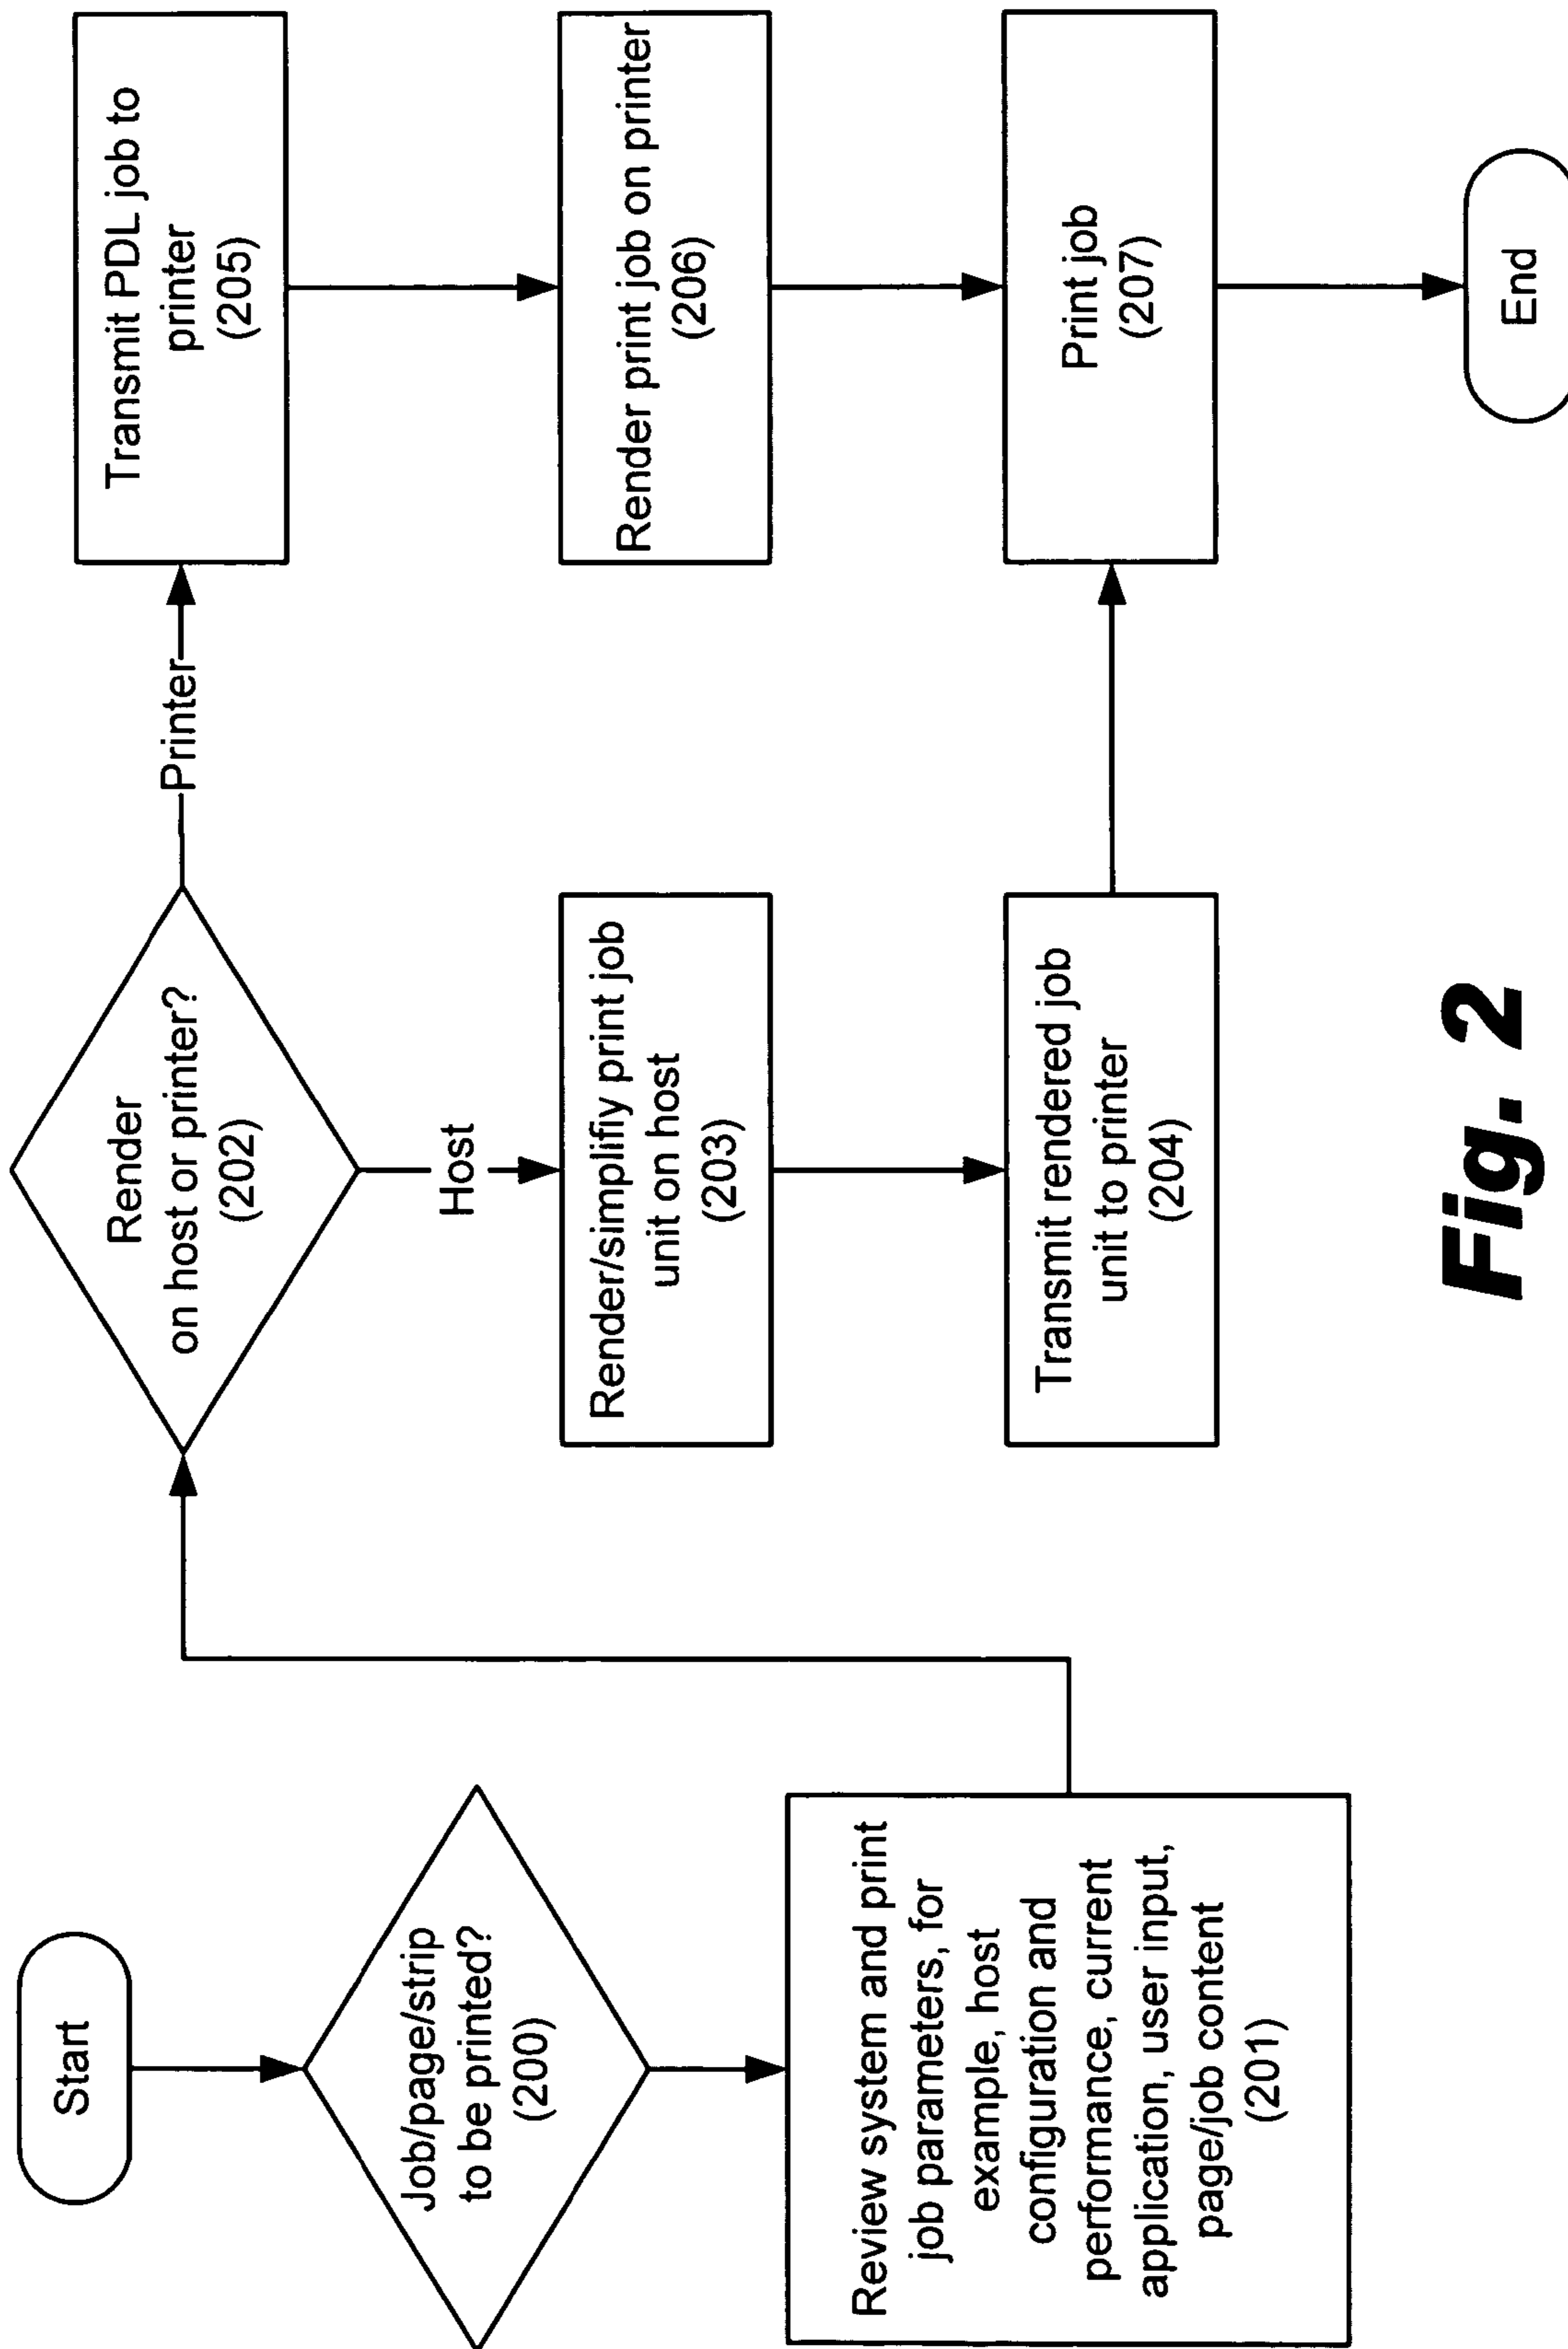 Start
Job/page/strip
to be printed?
(200)
Review system and print
job parameters, for
example, host
configuration and
performance, current
application, user input,
page/job content
(201)
Render
on host or printer?
(202)
Host
Printer
Render/simplifiy print job
unit on host
(203)
Transmit rendered job
unit to printer
(204)
Transmit PDL job to
printer
(205)
Render print job on printer
(206)
Print job
(207)
End
Fig. 2